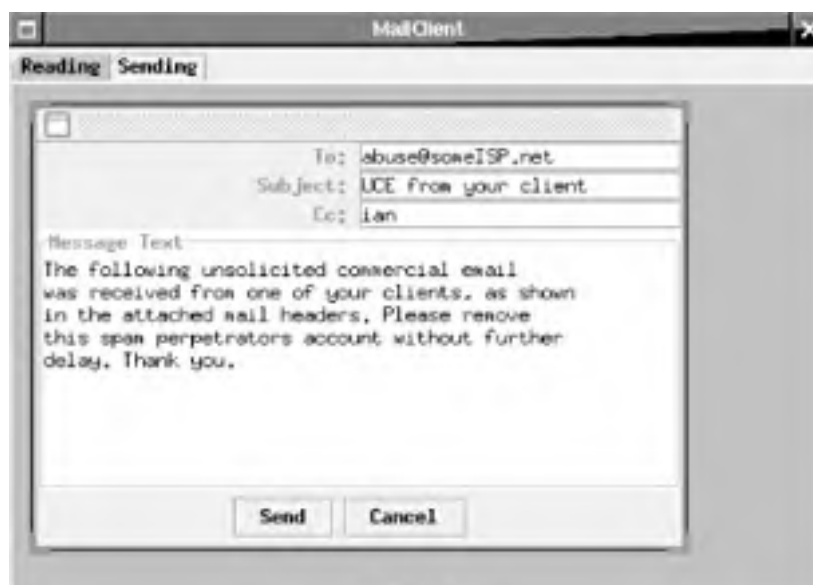 MailClient
Reading Sending
To: abuse@someISP.net
Subject: UCE from your client
Cc: ian
Message Text
The following unsolicited commercial email
was received from one of your clients, as shown
in the attached mail headers. Please remove
this spam perpetrators account without further
delay. Thank you.
Send Cancel